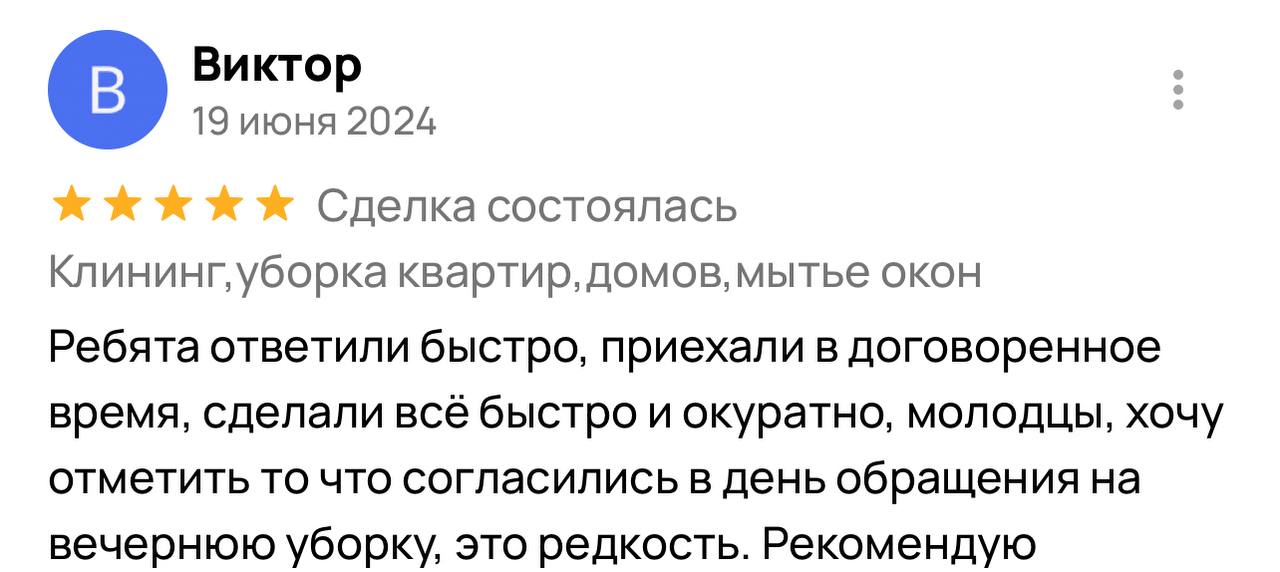 В
Виктор
19 июня 2024
Сделка состоялась
Клининг,уборка квартир,домов,мытье окон
Ребята ответили быстро, приехали в договоренное
время, сделали всё быстро и окуратно, молодцы, хочу
отметить то что согласились в день обращения на
вечернюю уборку, это редкость. Рекомендую